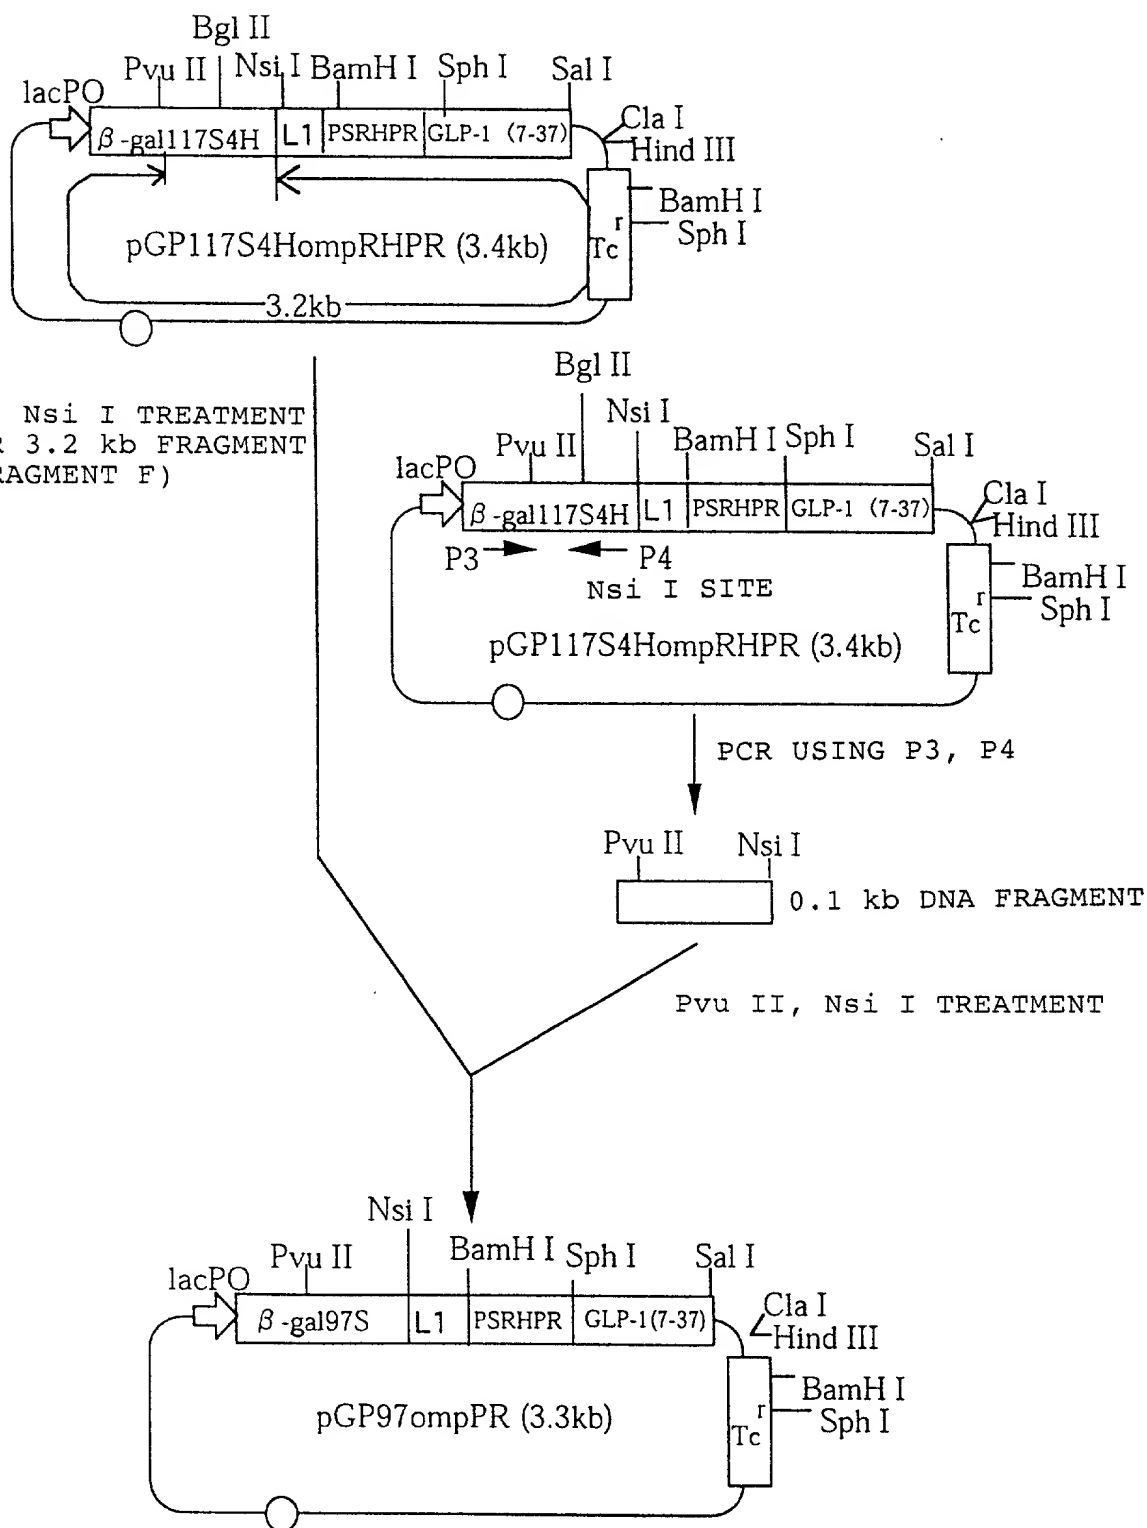 Bgl II
Pvu II Nsi I BamH I Sph I Sal I
lacPO
Cla I
Hind III
β-gal117S4H L1 PSRHPR GLP-1 (7-37)
BamH I
Sph I
Tc r
pGP117S4HompRHPR (3.4kb)
3.2kb
Nsi I TREATMENT
R 3.2 kb FRAGMENT
RAGMENT F)
Bgl II
Nsi I
Pvu II BamH I Sph I Sal I
lacPO
Cla I
Hind III
β-gal117S4H L1 PSRHPR GLP-1 (7-37)
P3 P4
Nsi I SITE
BamH I
Sph I
Tc r
pGP117S4HompRHPR (3.4kb)
PCR USING P3, P4
Pvu II Nsi I
0.1 kb DNA FRAGMENT
Pvu II, Nsi I TREATMENT
Nsi I
Pvu II BamH I Sph I Sal I
lacPO
Cla I
Hind III
β-gal97S L1 PSRHPR GLP-1(7-37)
BamH I
Sph I
Tc r
pGP97ompPR (3.3kb)